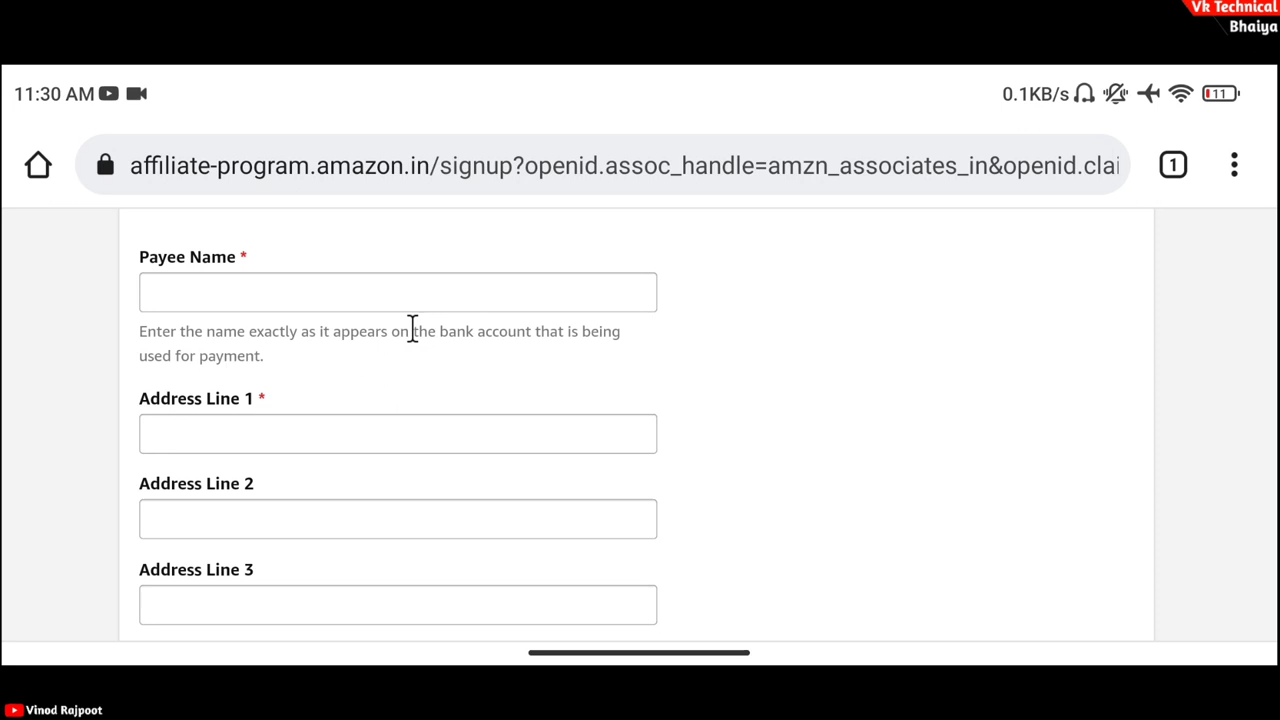 Vk Technical
Bhaiya
11:30 AM
0.1KB/s
11
affiliate-program.amazon.in/signup?openid.assoc_handle=amzn_associates_in&openid.clai
1
Payee Name *
Enter the name exactly as it appears on the bank account that is being
used for payment.
Address Line 1 *
Address Line 2
Address Line 3
Vinod Rajpoot